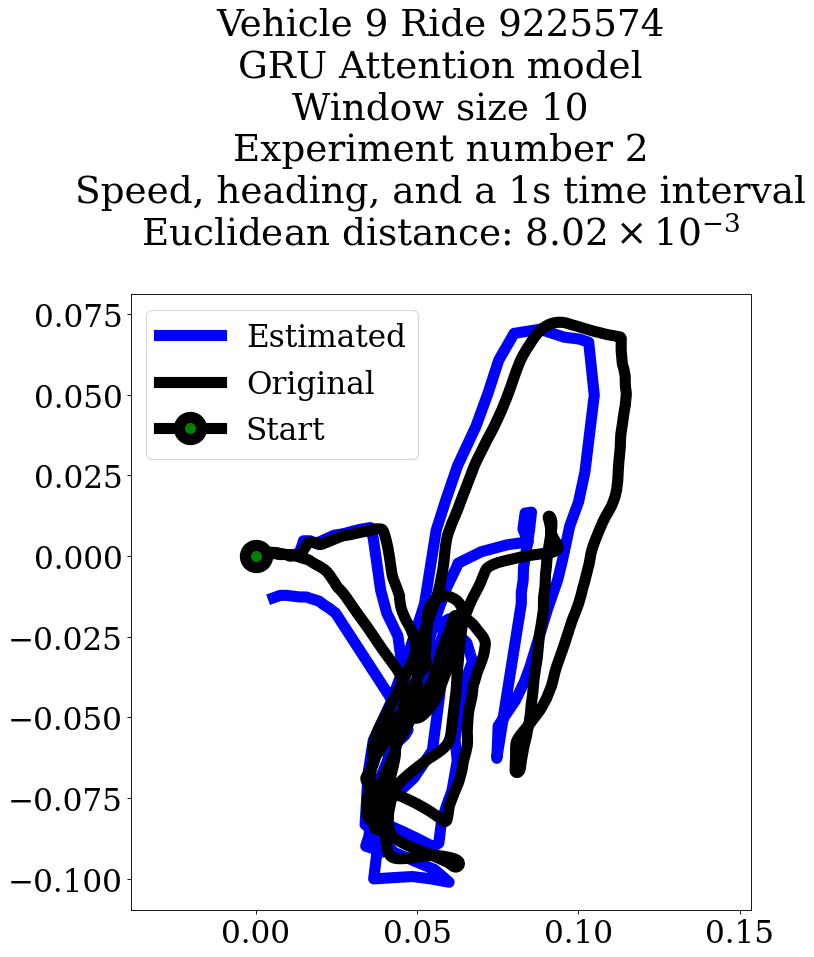 Vehicle 9 Ride 9225574
GRU Attention model
Window size 10
Experiment number 2
Speed, heading, and a 1s time interval
Euclidean distance: 8.02 × 10⁻³
Estimated
Original
Start
0.075
0.050
0.025
0.000
−0.025
−0.050
−0.075
−0.100
0.00 0.05 0.10 0.15